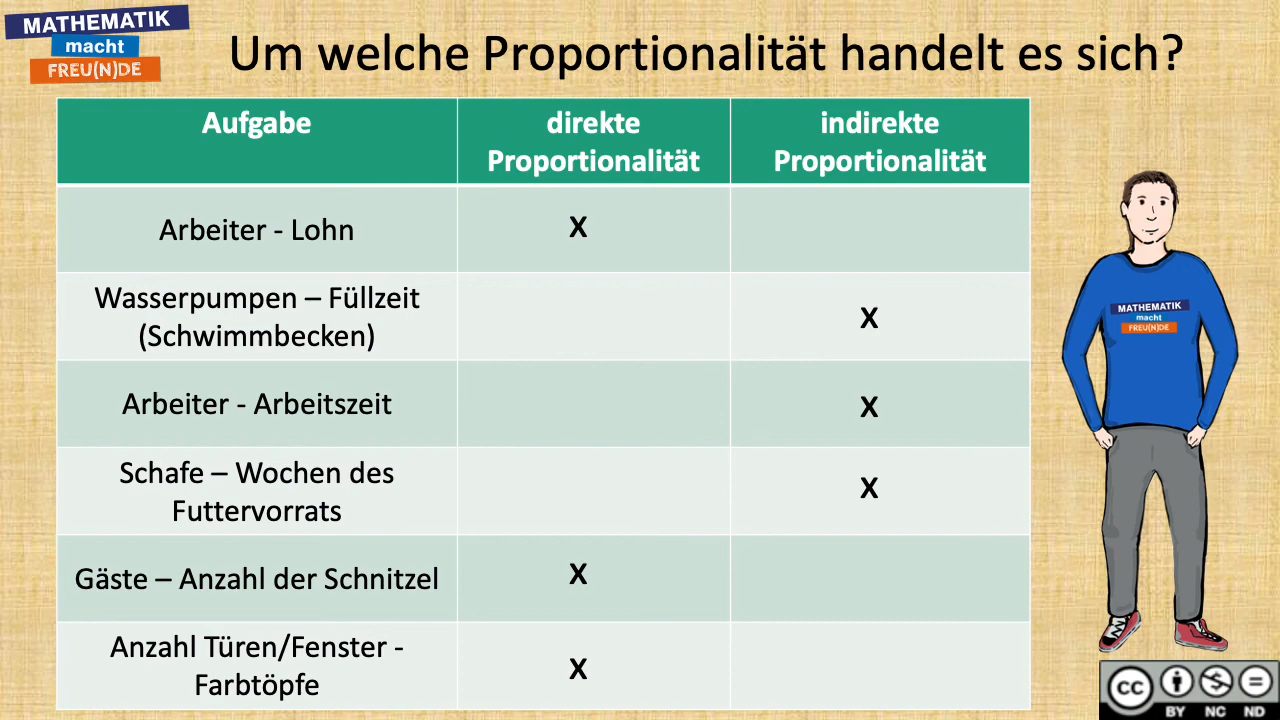 MATHEMATIK
macht
FREU(N)DE
Um welche Proportionalität handelt es sich?
Aufgabe
direkte
Proportionalität
indirekte
Proportionalität
Arbeiter - Lohn
X
Wasserpumpen – Füllzeit
(Schwimmbecken)
X
Arbeiter - Arbeitszeit
X
Schafe – Wochen des
Futtervorrats
X
Gäste – Anzahl der Schnitzel
X
Anzahl Türen/Fenster -
Farbtöpfe
X
MATHEMATIK
macht
FREU(N)DE
cc
BY NC ND